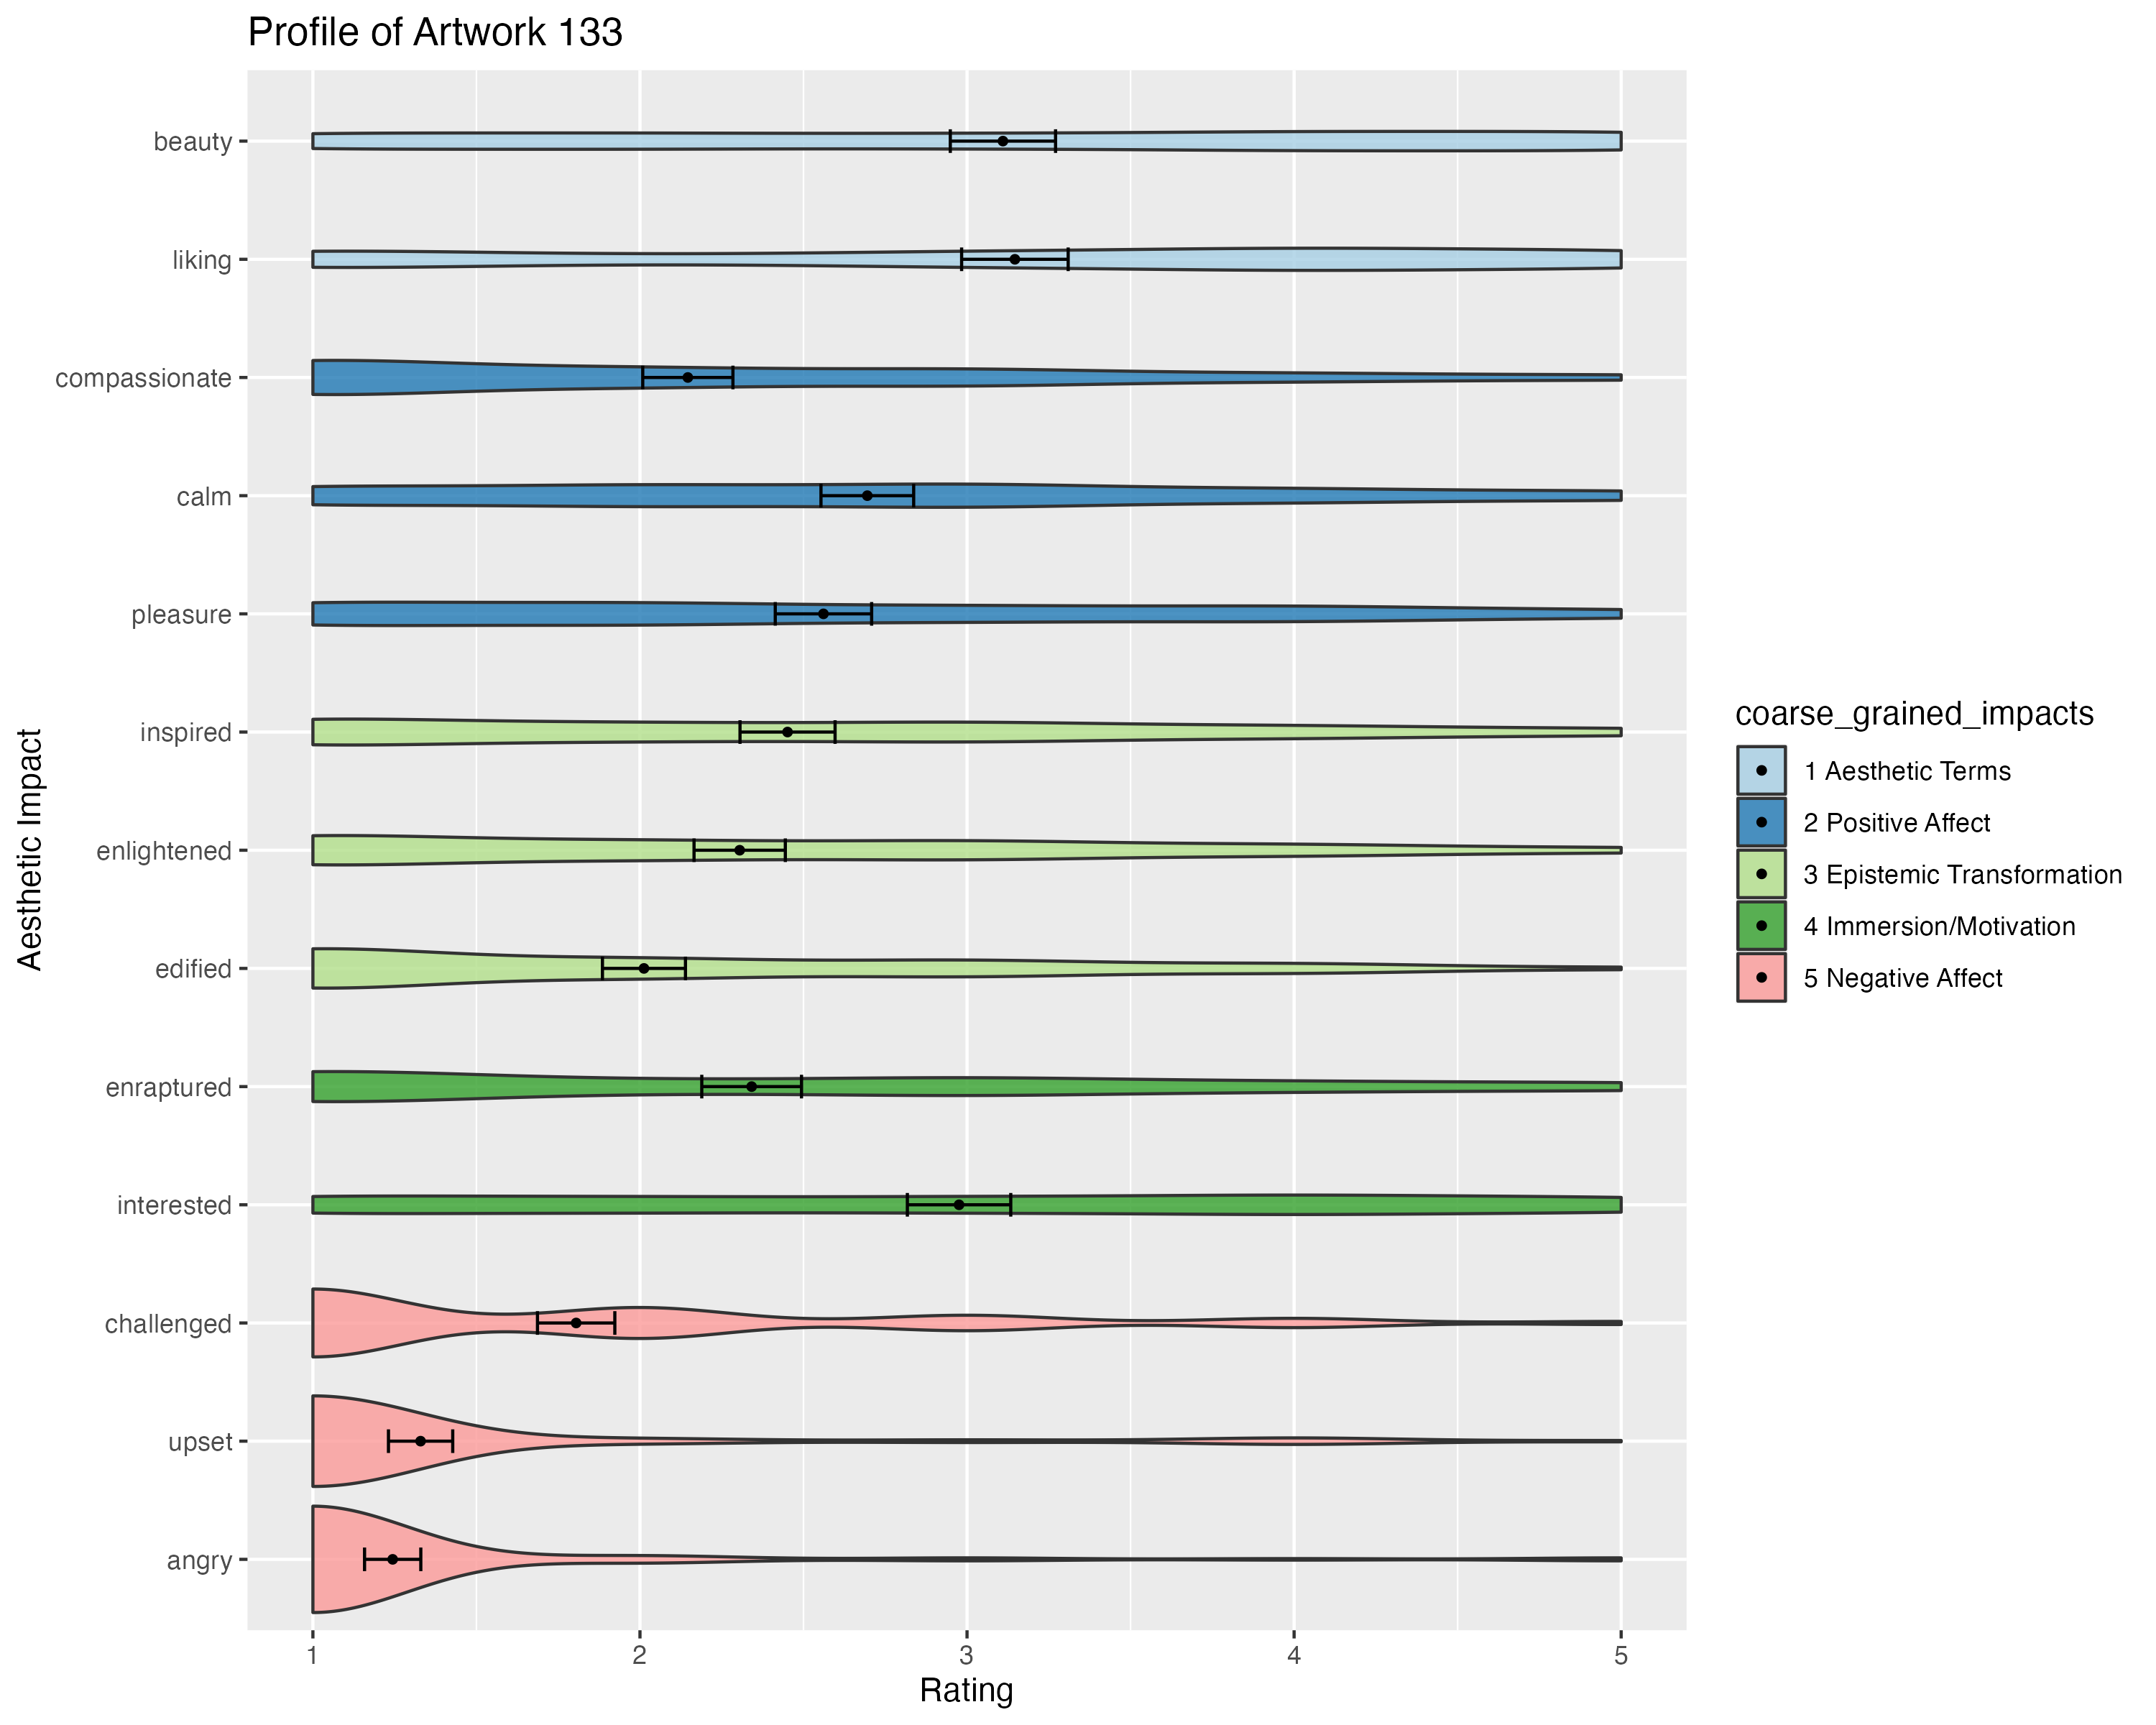 Profile of Artwork 133
beauty
liking
compassionate
calm
pleasure
inspired
enlightened
edified
enraptured
interested
challenged
upset
angry
Aesthetic Impact
1 2 3 4 5
Rating
coarse_grained_impacts
1 Aesthetic Terms
2 Positive Affect
3 Epistemic Transformation
4 Immersion/Motivation
5 Negative Affect